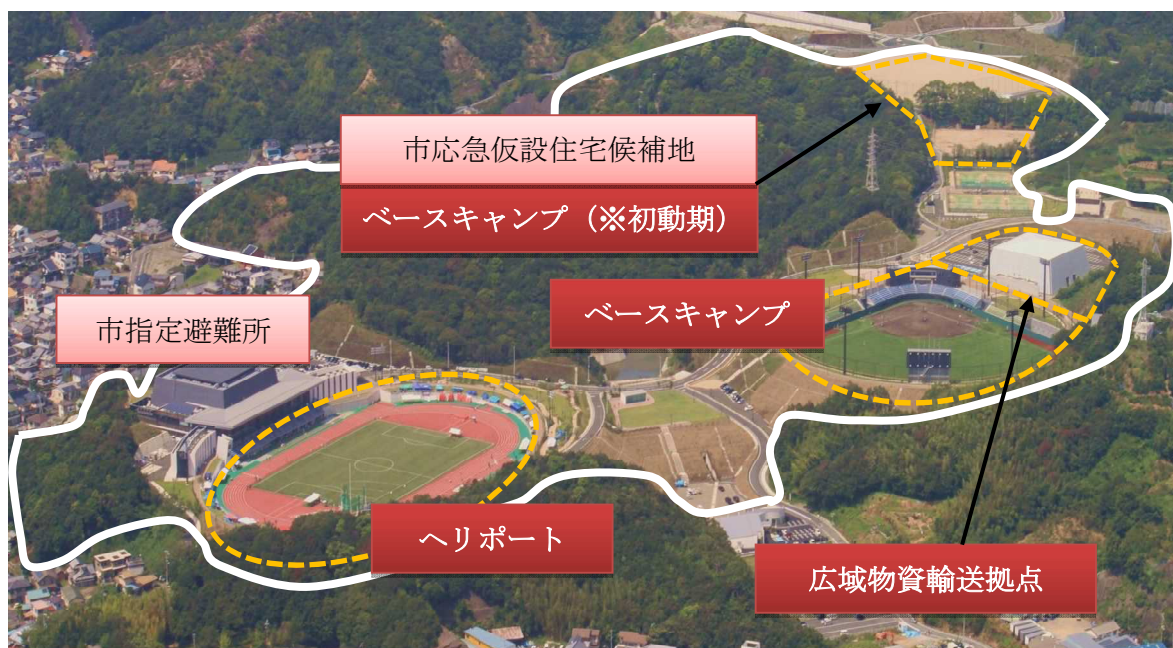 市応急仮設住宅候補地
ベースキャンプ（※初動期）
ベースキャンプ
市指定避難所
ヘリポート
広域物資輸送拠点